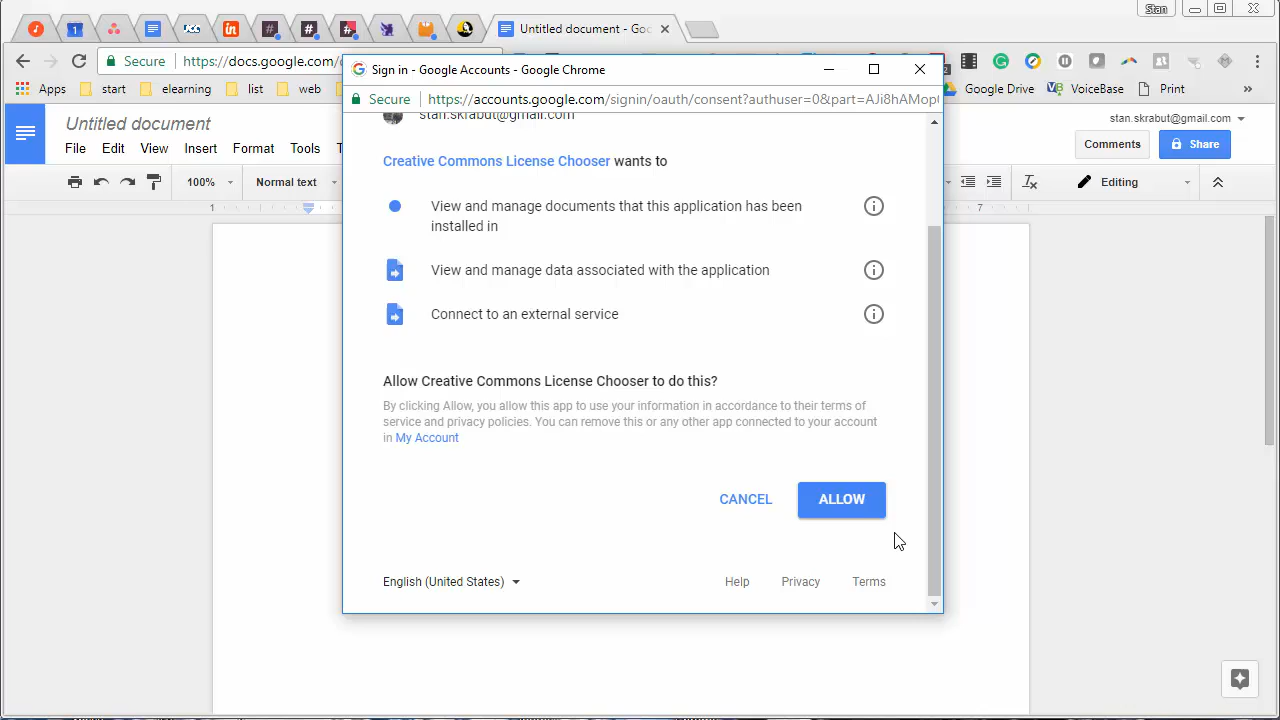 Stan
Untitled document - Goo
Secure https://docs.google.com/
Apps start elearning list web Google Drive VoiceBase Print »
Untitled document
stan.skrabut@gmail.com
File Edit View Insert Format Tools
Comments Share
100% Normal text Editing
1 7
Sign in - Google Accounts - Google Chrome
Secure https://accounts.google.com/signin/oauth/consent?authuser=0&part=AJi8hAMop
stan.skrabut@gmail.com
Creative Commons License Chooser wants to
View and manage documents that this application has been
installed in
View and manage data associated with the application
Connect to an external service
Allow Creative Commons License Chooser to do this?
By clicking Allow, you allow this app to use your information in accordance to their terms of
service and privacy policies. You can remove this or any other app connected to your account
in My Account
CANCEL ALLOW
English (United States) Help Privacy Terms